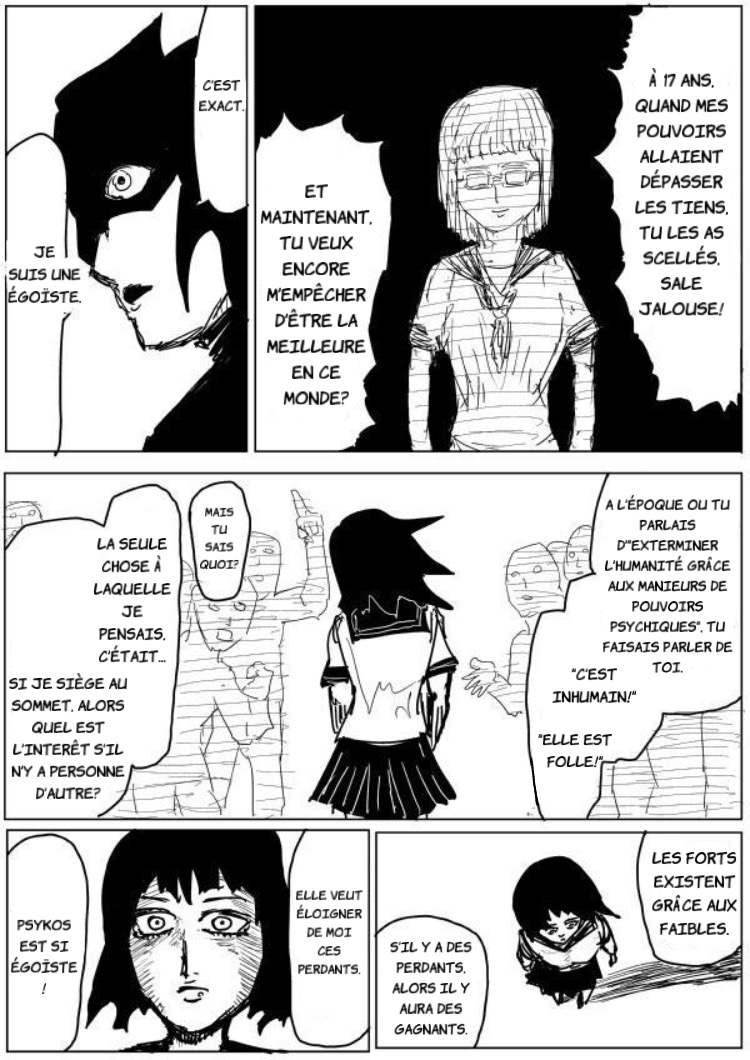 À 17 ANS,
QUAND MES
POUVOIRS
ALLAIENT
DÉPASSER
LES TIENS,
TU LES AS
SCELLÉS,
SALE
JALOUSE!
ET
MAINTENANT,
TU VEUX
ENCORE
M'EMPÊCHER
D'ÊTRE LA
MEILLEURE
EN CE
MONDE?
C'EST
EXACT.
JE
SUIS UNE
ÉGOÏSTE.
A L'ÉPOQUE OU TU
PARLAIS
D'"EXTERMINER
L'HUMANITÉ GRÂCE
AUX MANIEURS DE
POUVOIRS
PSYCHIQUES", TU
FAISAIS PARLER DE
TOI.
"C'EST
INHUMAIN!"
"ELLE EST
FOLLE!"
MAIS
TU
SAIS
QUOI?
LA SEULE
CHOSE À
LAQUELLE
JE
PENSAIS,
C'ÉTAIT...
SI JE SIÈGE AU
SOMMET, ALORS
QUEL EST
L'INTERÊT S'IL
N'Y A PERSONNE
D'AUTRE?
LES FORTS
EXISTENT
GRÂCE AUX
FAIBLES.
S'IL Y A DES
PERDANTS,
ALORS IL Y
AURA DES
GAGNANTS.
ELLE VEUT
ÉLOIGNER
DE MOI
CES
PERDANTS.
PSYKOS
EST SI
ÉGOÏSTE
!